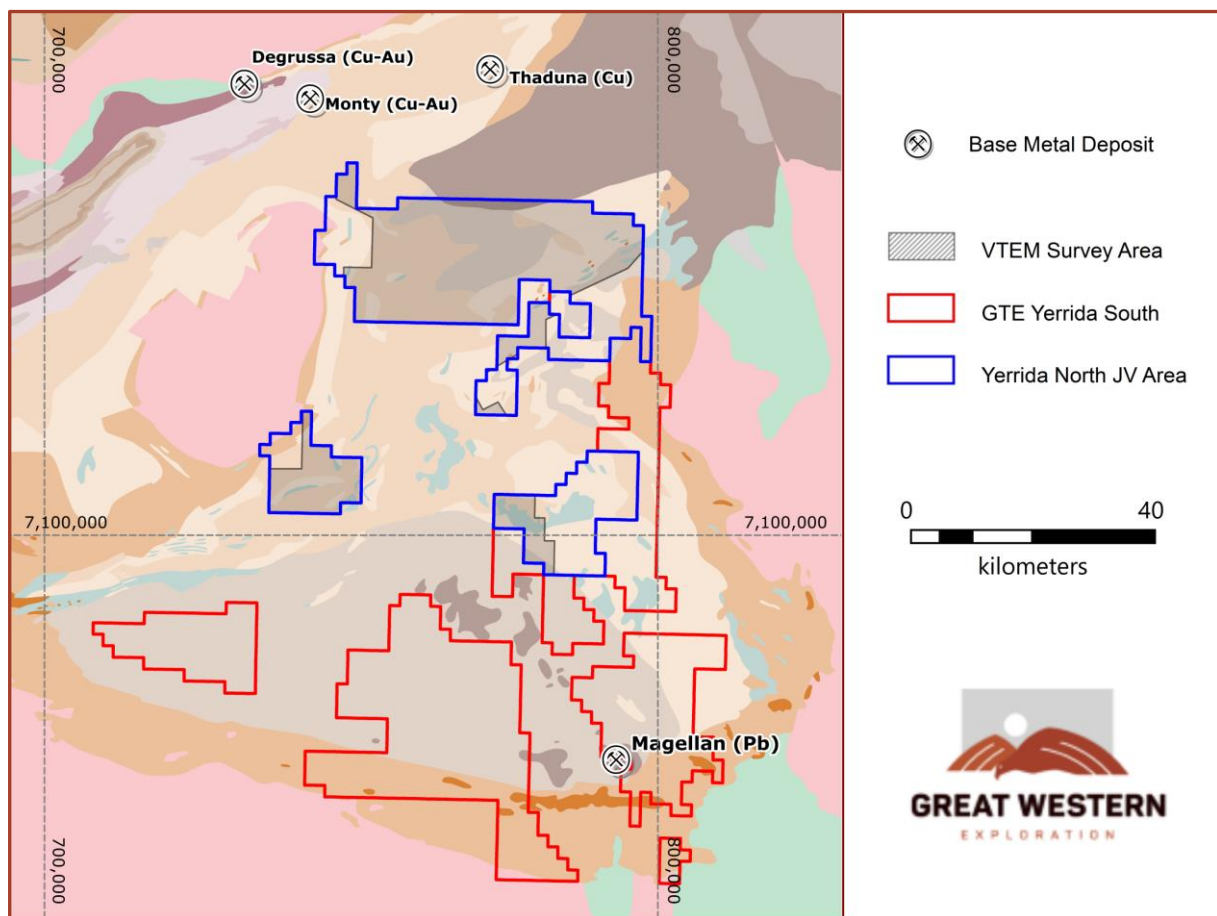 700,000
800,000
Degrussa (Cu-Au)
Monty (Cu-Au)
Thaduna (Cu)
7,100,000
7,100,000
Magellan (Pb)
700,000
800,000
Base Metal Deposit
VTEM Survey Area
GTE Yerrida South
Yerrida North JV Area
0 40
kilometers
GREAT WESTERN
EXPLORATION